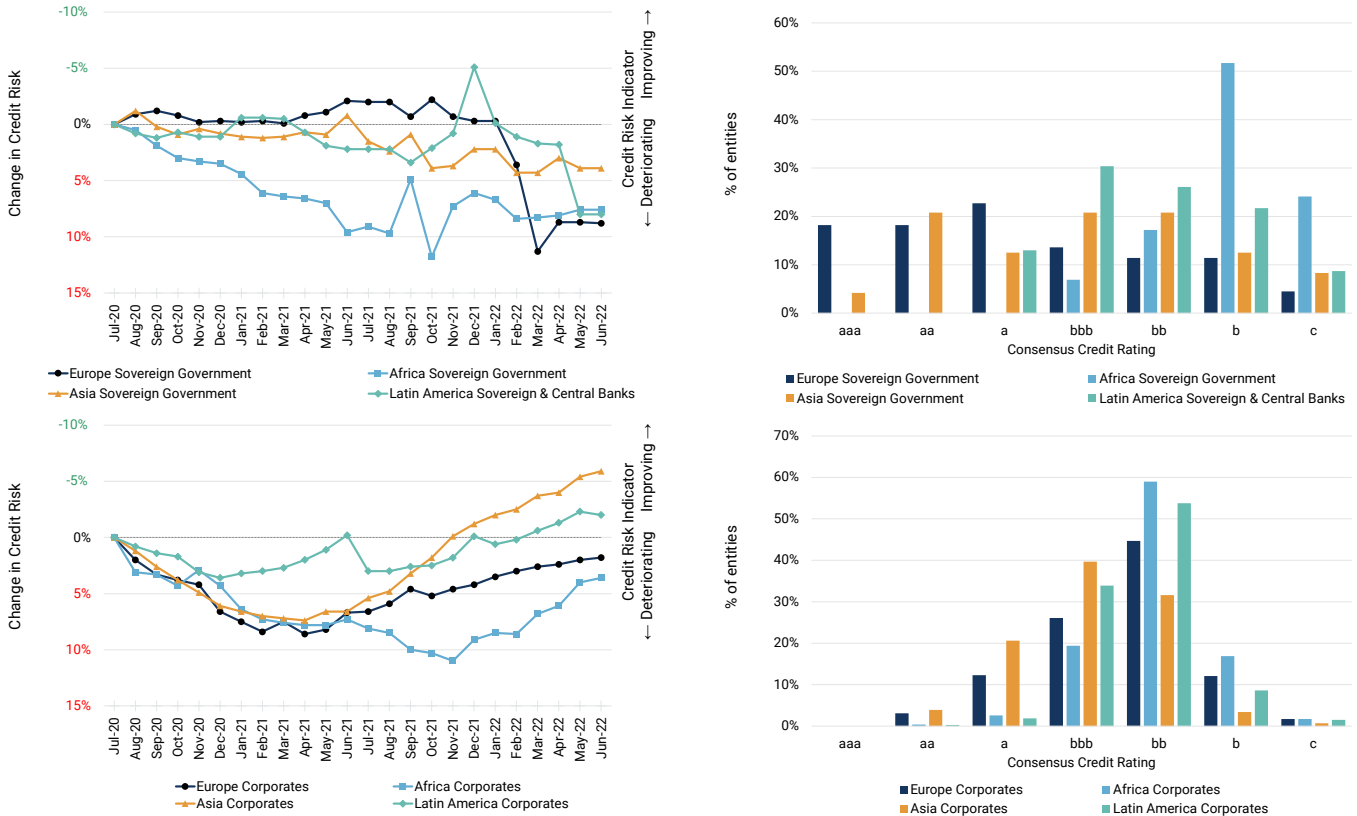 -10%
-5%
0%
5%
10%
15%
Change in Credit Risk
Credit Risk Indicator
← Deteriorating Improving →
Jul-20
Aug-20
Sep-20
Oct-20
Nov-20
Dec-20
Jan-21
Feb-21
Mar-21
Apr-21
May-21
Jun-21
Jul-21
Aug-21
Sep-21
Oct-21
Nov-21
Dec-21
Jan-22
Feb-22
Mar-22
Apr-22
May-22
Jun-22
Europe Sovereign Government
Africa Sovereign Government
Asia Sovereign Government
Latin America Sovereign & Central Banks
60%
50%
40%
30%
20%
10%
0%
% of entities
aaa
aa
a
bbb
bb
b
c
Consensus Credit Rating
Europe Sovereign Government
Africa Sovereign Government
Asia Sovereign Government
Latin America Sovereign & Central Banks
-10%
-5%
0%
5%
10%
15%
Change in Credit Risk
Credit Risk Indicator
← Deteriorating Improving →
Jul-20
Aug-20
Sep-20
Oct-20
Nov-20
Dec-20
Jan-21
Feb-21
Mar-21
Apr-21
May-21
Jun-21
Jul-21
Aug-21
Sep-21
Oct-21
Nov-21
Dec-21
Jan-22
Feb-22
Mar-22
Apr-22
May-22
Jun-22
Europe Corporates
Africa Corporates
Asia Corporates
Latin America Corporates
70%
60%
50%
40%
30%
20%
10%
0%
% of entities
aaa
aa
a
bbb
bb
b
c
Consensus Credit Rating
Europe Corporates
Africa Corporates
Asia Corporates
Latin America Corporates